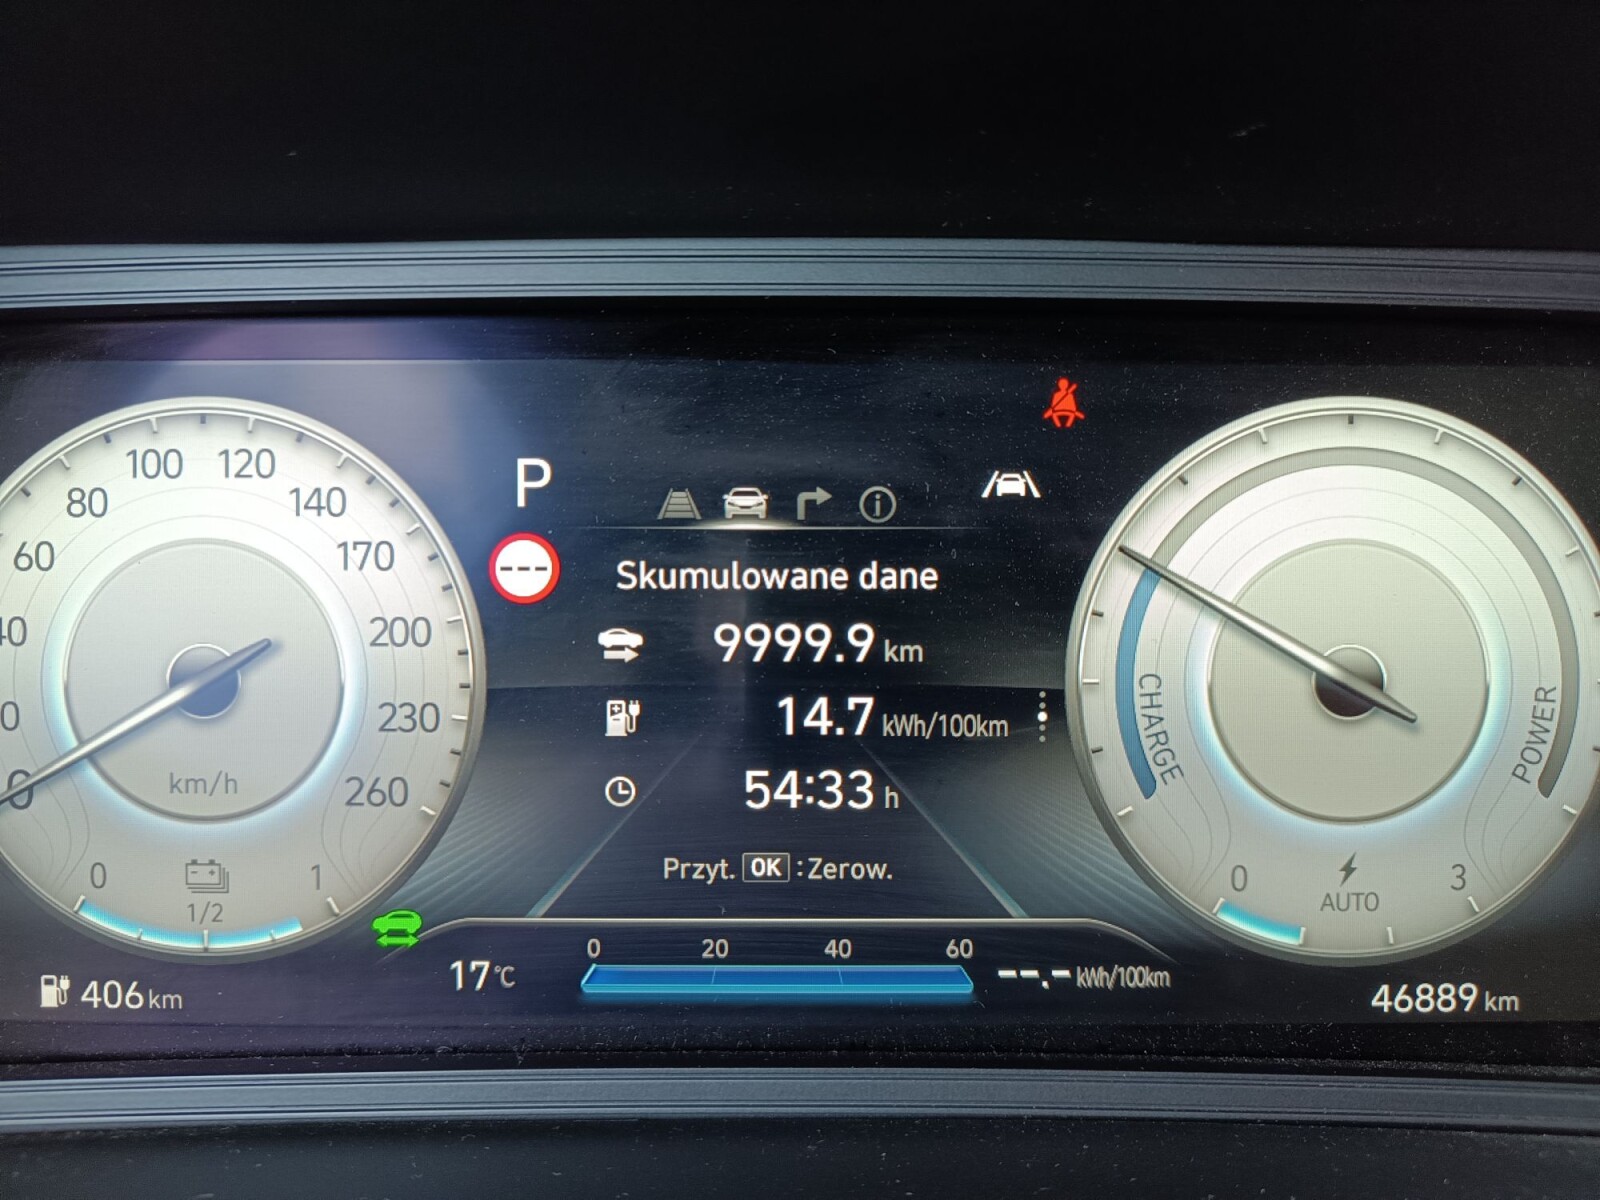 100 120
80 140
60 170
40 200
230
0 260
km/h
0 1
1/2
406 km
P
---
Skumulowane dane
9999.9 km
14.7 kWh/100km
54:33 h
Przyt. OK : Zerow.
17°C
0 20 40 60
--.- kWh/100km
CHARGE
POWER
0 3
AUTO
46889 km